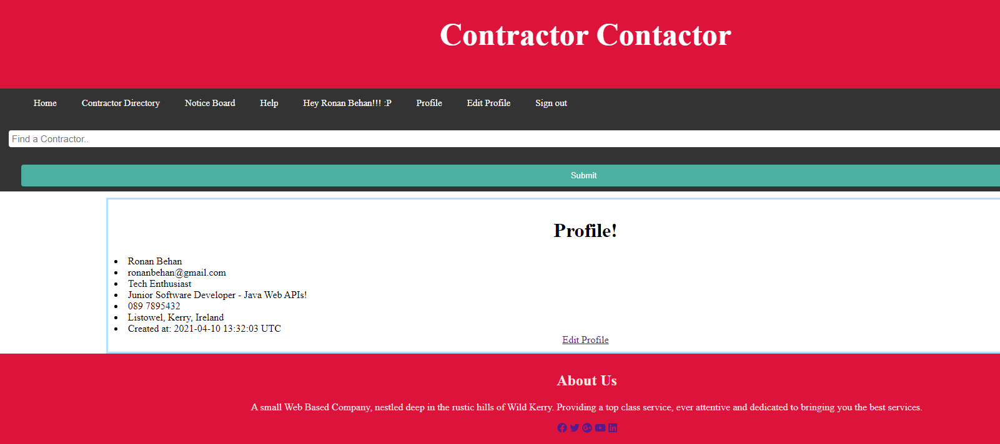 Contractor Contactor
Home Contractor Directory Notice Board Help Hey Ronan Behan!!! :P Profile Edit Profile Sign out
Find a Contractor..
Submit
Profile!
Ronan Behan
ronanbehan@gmail.com
Tech Enthusiast
Junior Software Developer - Java Web APIs!
089 7895432
Listowel, Kerry, Ireland
Created at: 2021-04-10 13:32:03 UTC
Edit Profile
About Us
A small Web Based Company, nestled deep in the rustic hills of Wild Kerry. Providing a top class service, ever attentive and dedicated to bringing you the best services.